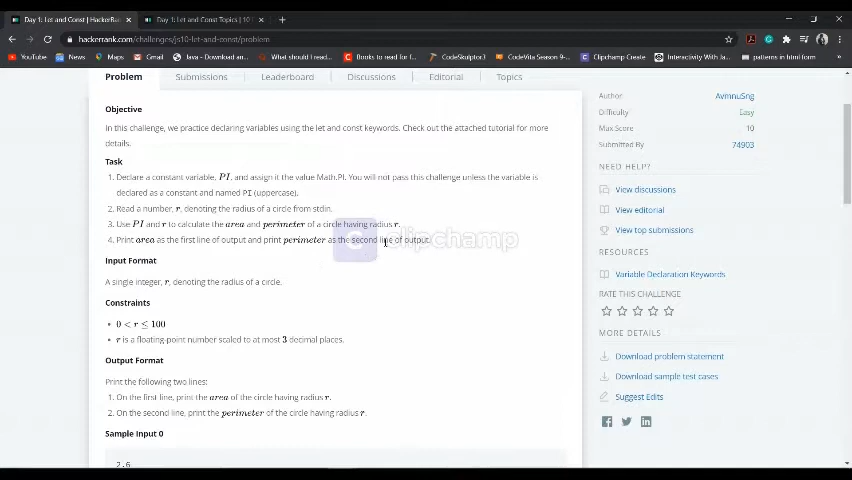 Day 1: Let and Const | HackerRan
Day 1: Let and Const Topics | 10
hackerrank.com/challenges/js10-let-and-const/problem
YouTube News Maps Gmail Java - Download an... What should I read... Books to read for f... CodeSkulptor3 CodeVita Season 9-... Clipchamp Create Interactivity With Ja... patterns in html form
Problem Submissions Leaderboard Discussions Editorial Topics
Objective
In this challenge, we practice declaring variables using the let and const keywords. Check out the attached tutorial for more
details.
Task
1. Declare a constant variable, PI, and assign it the value Math.PI. You will not pass this challenge unless the variable is
declared as a constant and named PI (uppercase).
2. Read a number, r, denoting the radius of a circle from stdin.
3. Use PI and r to calculate the area and perimeter of a circle having radius r.
4. Print area as the first line of output and print perimeter as the second line of output.
clipchamp
Input Format
A single integer, r, denoting the radius of a circle.
Constraints
• 0 < r ≤ 100
• r is a floating-point number scaled to at most 3 decimal places.
Output Format
Print the following two lines:
1. On the first line, print the area of the circle having radius r.
2. On the second line, print the perimeter of the circle having radius r.
Sample Input 0
2.6
Author AvmnuSng
Difficulty Easy
Max Score 10
Submitted By 74903
NEED HELP?
View discussions
View editorial
View top submissions
RESOURCES
Variable Declaration Keywords
RATE THIS CHALLENGE
MORE DETAILS
Download problem statement
Download sample test cases
Suggest Edits